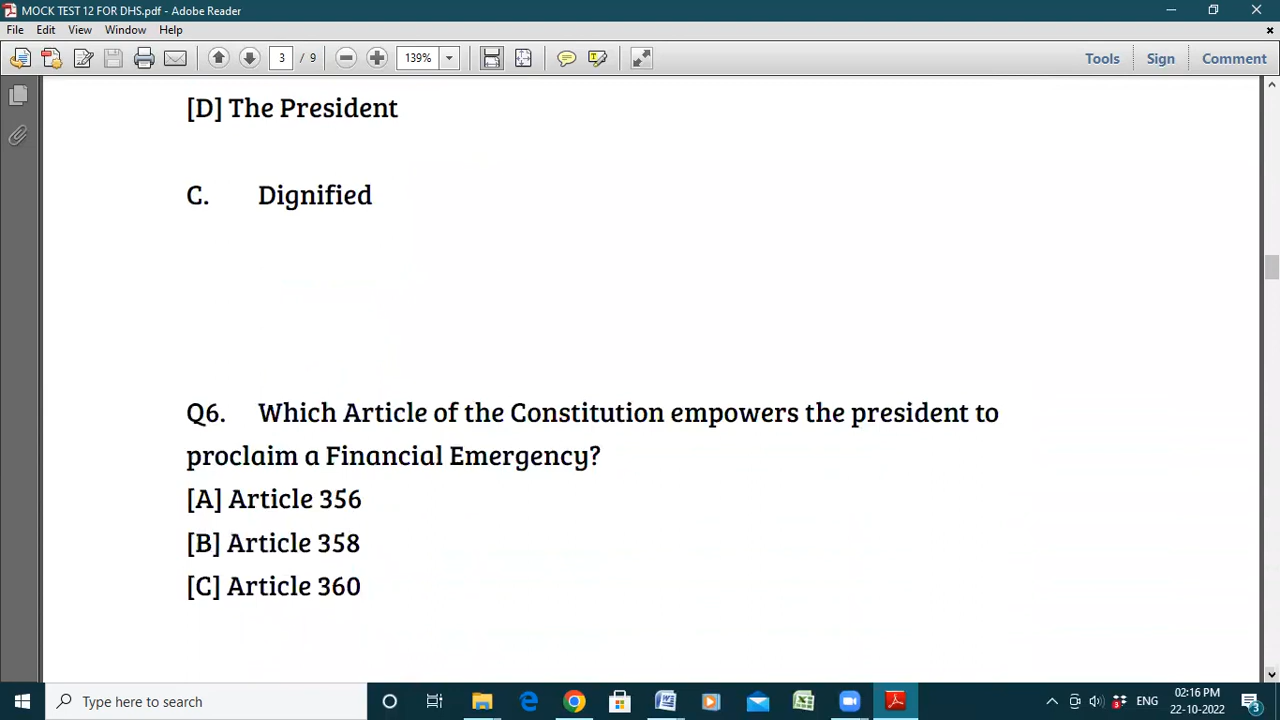 MOCK TEST 12 FOR DHS.pdf - Adobe Reader
File Edit View Window Help
3 / 9 139% Tools Sign Comment
[D] The President
C. Dignified
Q6. Which Article of the Constitution empowers the president to
proclaim a Financial Emergency?
[A] Article 356
[B] Article 358
[C] Article 360
Type here to search
ENG
02:16 PM
22-10-2022
3
3